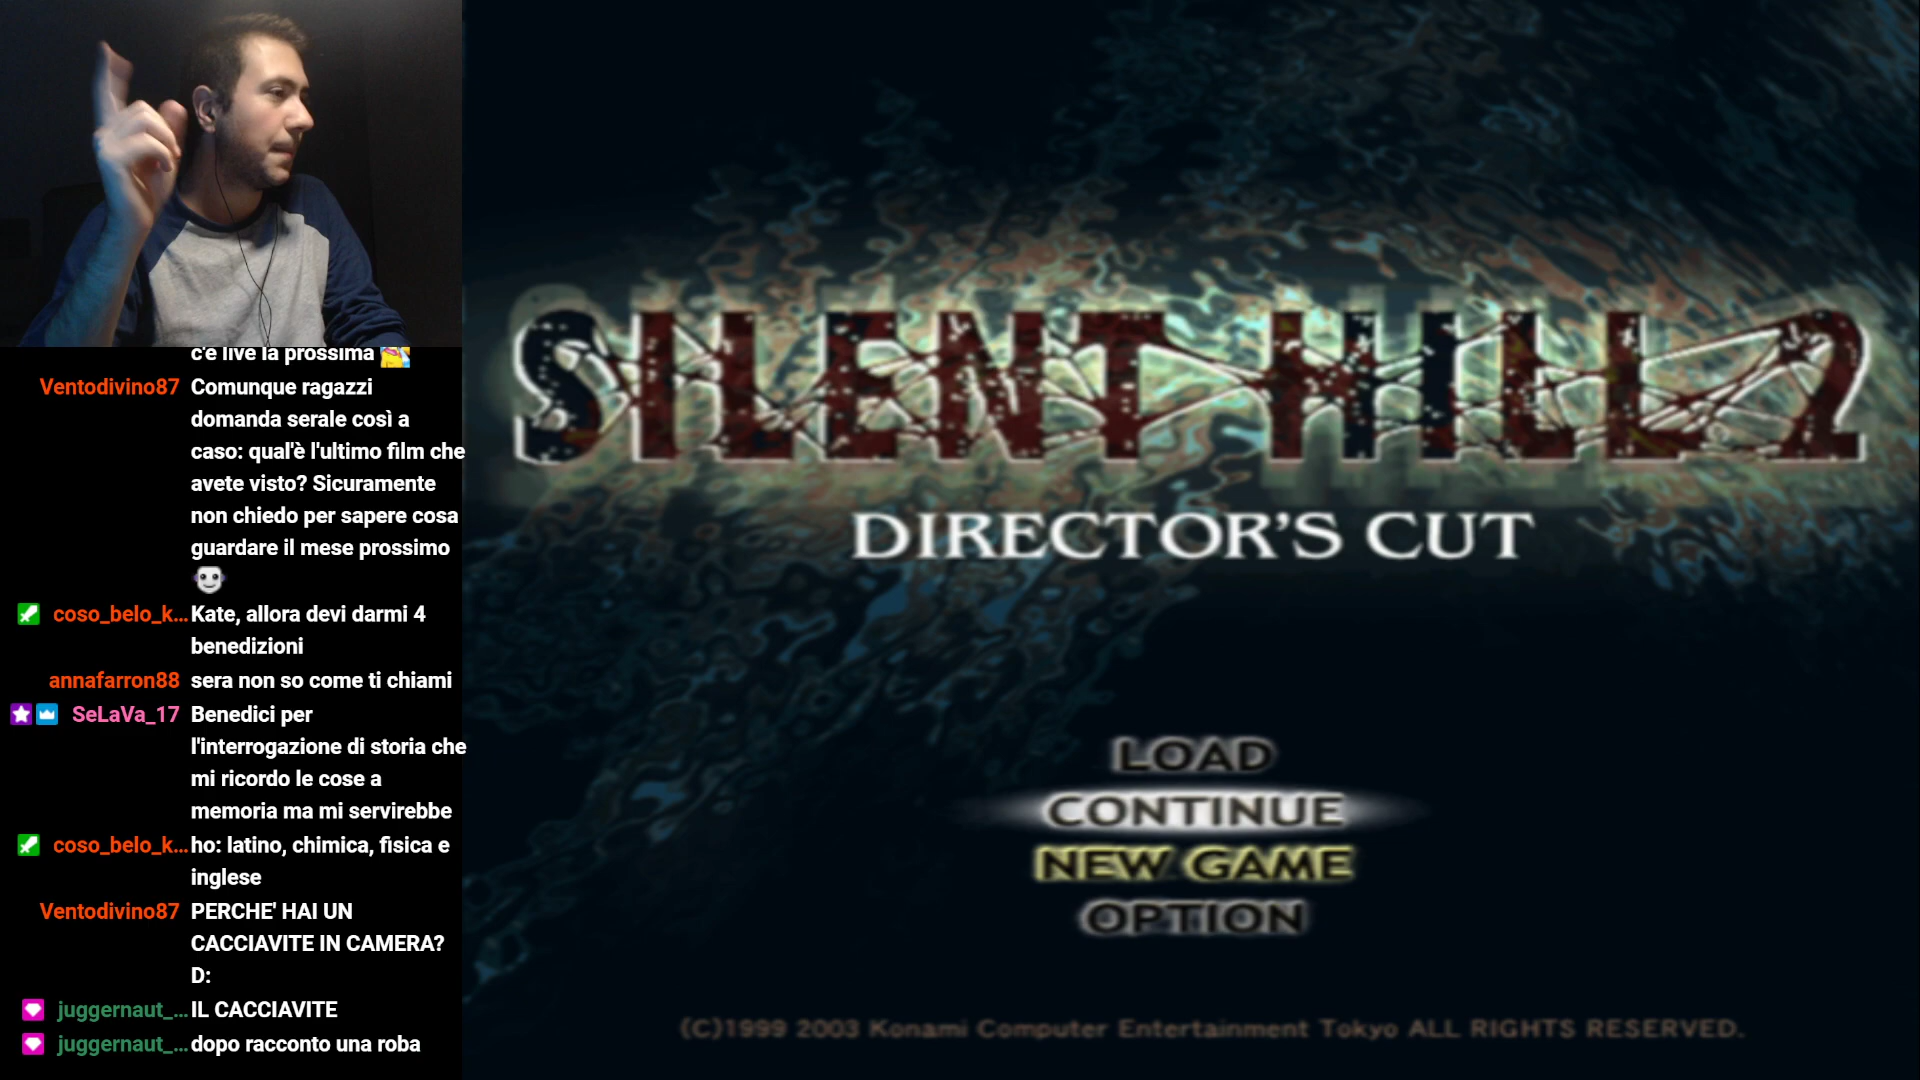 c'è live la prossima
Ventodivino87 Comunque ragazzi
domanda serale così a
caso: qual'è l'ultimo film che
avete visto? Sicuramente
non chiedo per sapere cosa
guardare il mese prossimo
coso_belo_k... Kate, allora devi darmi 4
benedizioni
annafarron88 sera non so come ti chiami
SeLaVa_17 Benedici per
l'interrogazione di storia che
mi ricordo le cose a
memoria ma mi servirebbe
coso_belo_k... ho: latino, chimica, fisica e
inglese
Ventodivino87 PERCHE' HAI UN
CACCIAVITE IN CAMERA?
D:
juggernaut_... IL CACCIAVITE
juggernaut_... dopo racconto una roba
SILENT HILL 2
DIRECTOR'S CUT
LOAD
CONTINUE
NEW GAME
OPTION
(C)1999 2003 Konami Computer Entertainment Tokyo ALL RIGHTS RESERVED.